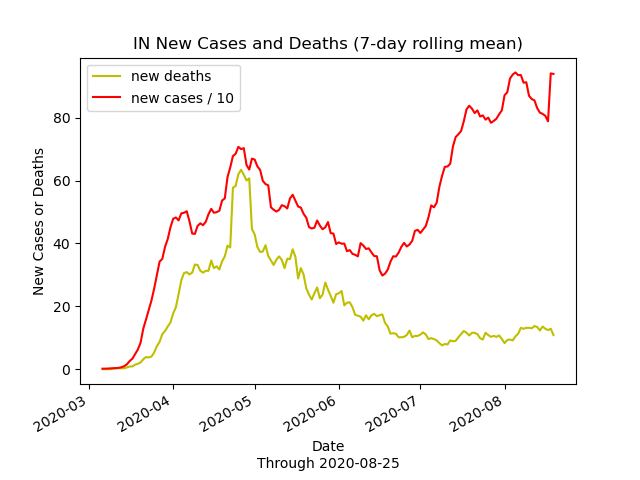 IN New Cases and Deaths (7-day rolling mean)
new deaths
new cases / 10
80
60
40
20
0
New Cases or Deaths
2020-03
2020-04
2020-05
2020-06
2020-07
2020-08
Date
Through 2020-08-25